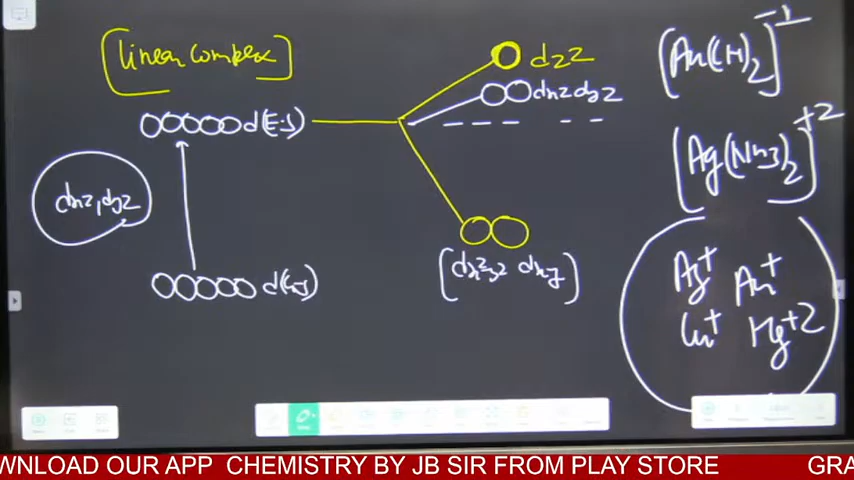 [linear complex]
dz2
dxz dyz
d(E.s)
dxz, dyz
d(E.s)
[dx²-y2 dxy]
[Au(CN)2]-1
[Ag(NH3)2]+2
Ag+ Au+
Cu+ Hg+2
WNLOAD OUR APP CHEMISTRY BY JB SIR FROM PLAY STORE GRA